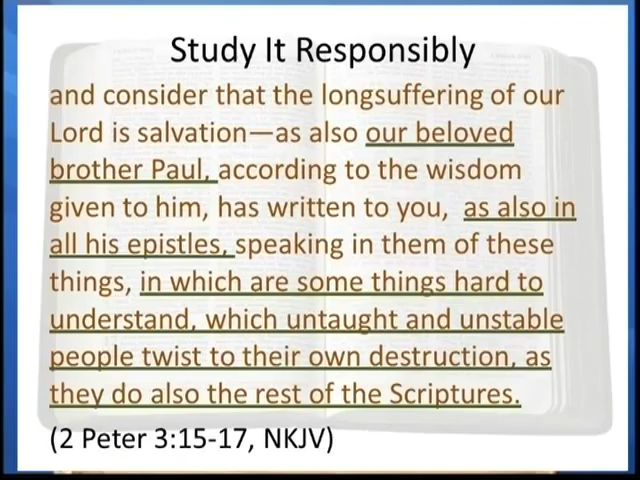 Study It Responsibly
and consider that the longsuffering of our
Lord is salvation—as also our beloved
brother Paul, according to the wisdom
given to him, has written to you, as also in
all his epistles, speaking in them of these
things, in which are some things hard to
understand, which untaught and unstable
people twist to their own destruction, as
they do also the rest of the Scriptures.
(2 Peter 3:15-17, NKJV)